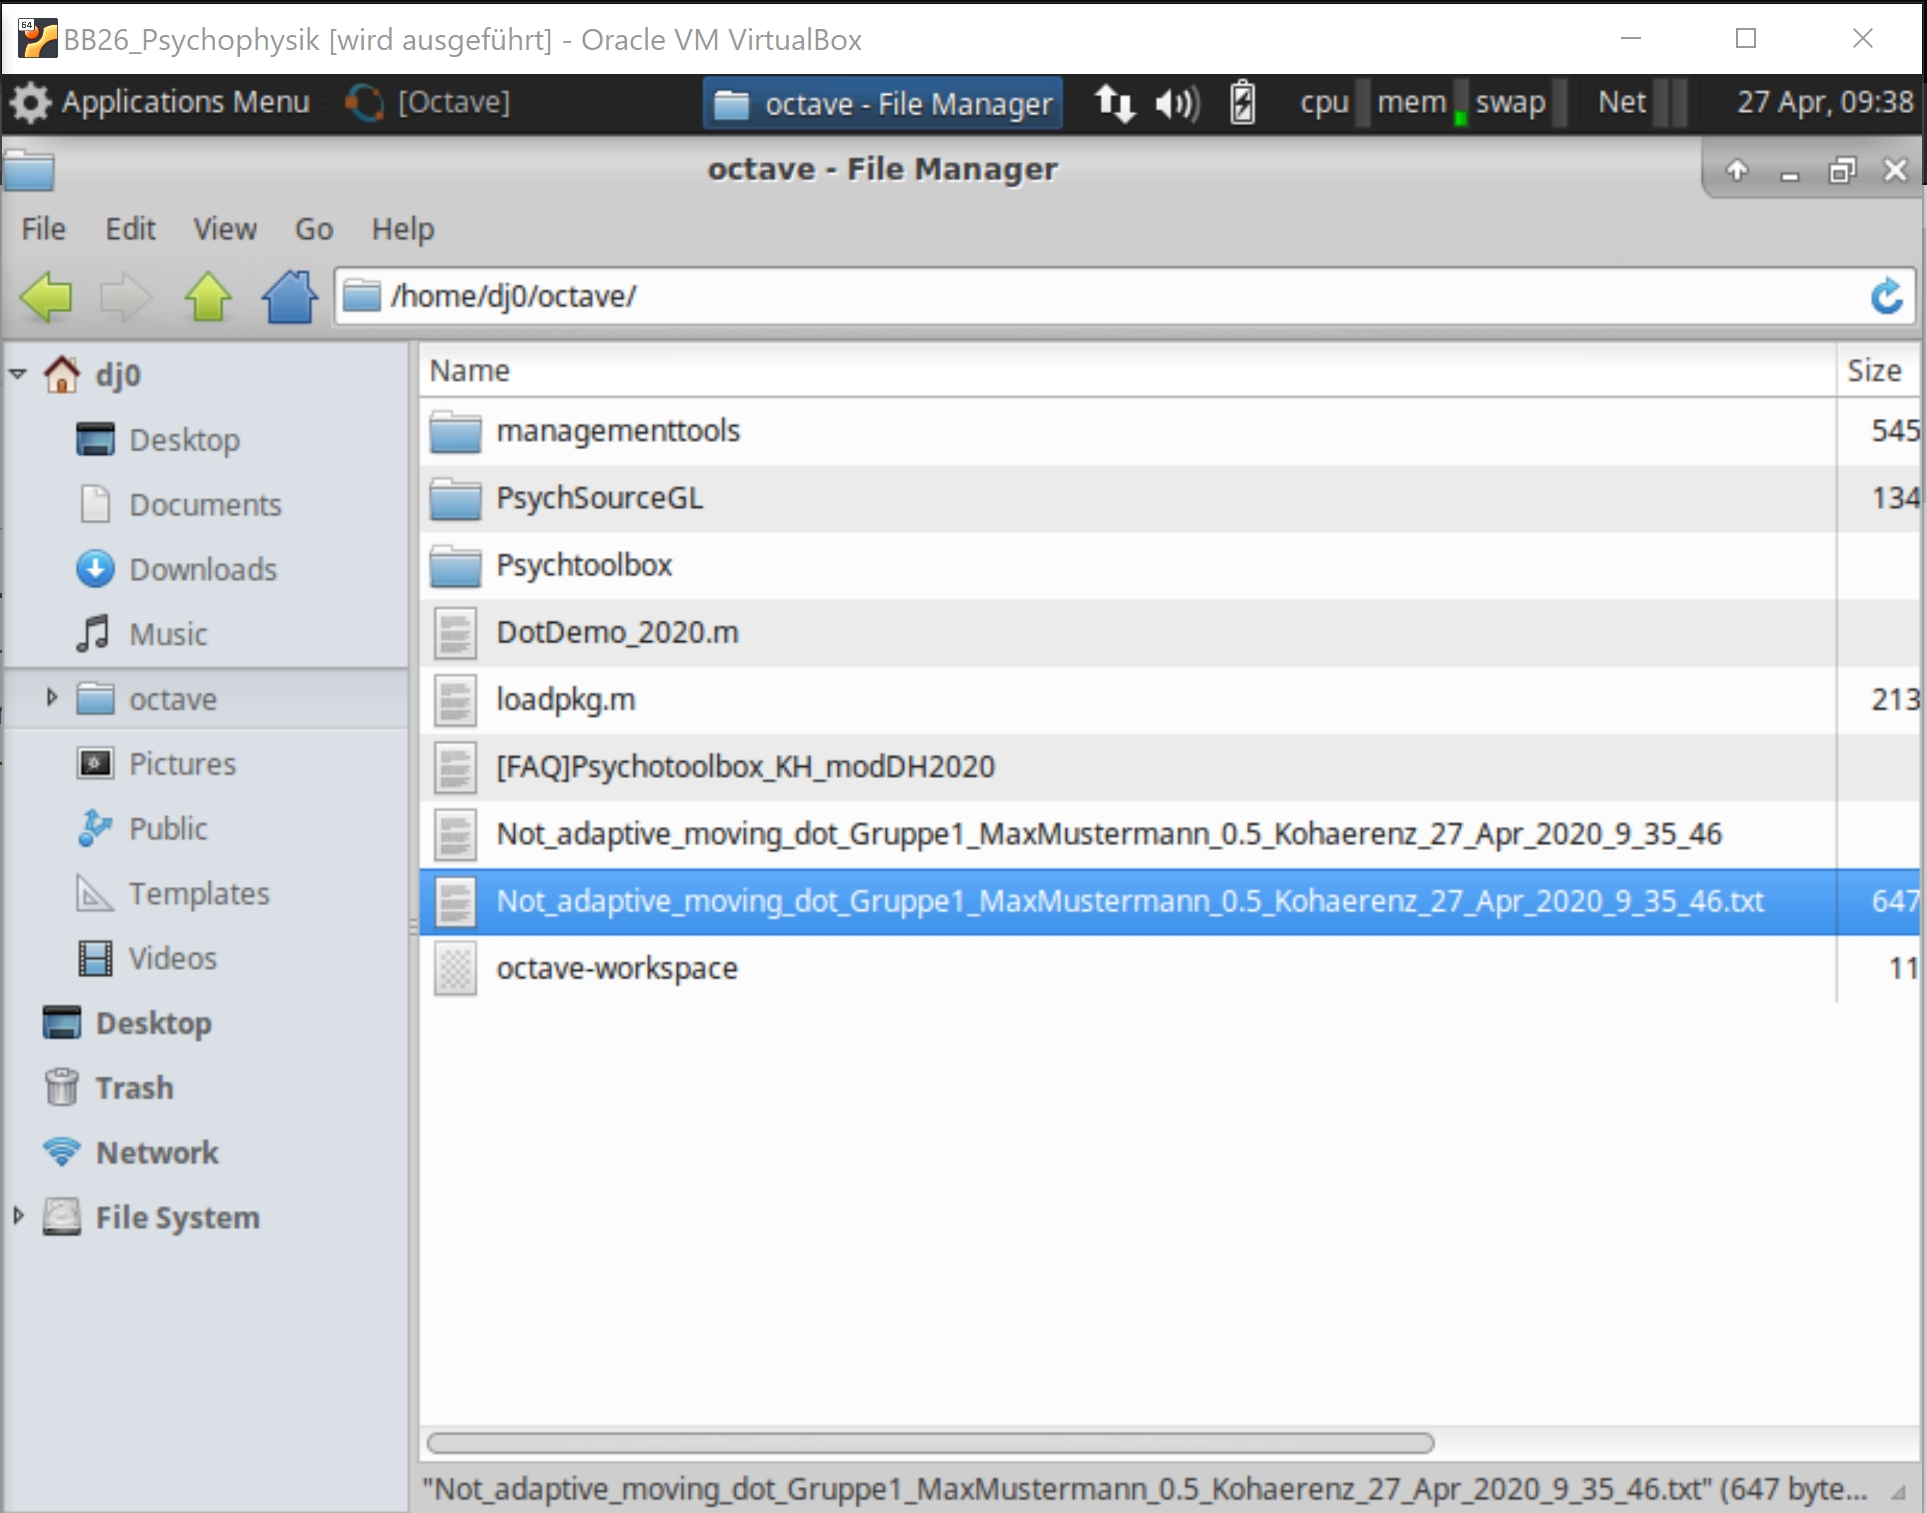 64
BB26_Psychophysik [wird ausgeführt] - Oracle VM VirtualBox
Applications Menu [Octave] octave - File Manager cpu mem swap Net 27 Apr, 09:38
octave - File Manager
File Edit View Go Help
/home/dj0/octave/
dj0
Desktop
Documents
Downloads
Music
octave
Pictures
Public
Templates
Videos
Desktop
Trash
Network
File System
Name Size
managementtools 545
PsychSourceGL 134
Psychtoolbox
DotDemo_2020.m
loadpkg.m 213
[FAQ]Psychotoolbox_KH_modDH2020
Not_adaptive_moving_dot_Gruppe1_MaxMustermann_0.5_Kohaerenz_27_Apr_2020_9_35_46
Not_adaptive_moving_dot_Gruppe1_MaxMustermann_0.5_Kohaerenz_27_Apr_2020_9_35_46.txt 647
octave-workspace 11
"Not_adaptive_moving_dot_Gruppe1_MaxMustermann_0.5_Kohaerenz_27_Apr_2020_9_35_46.txt" (647 byte...